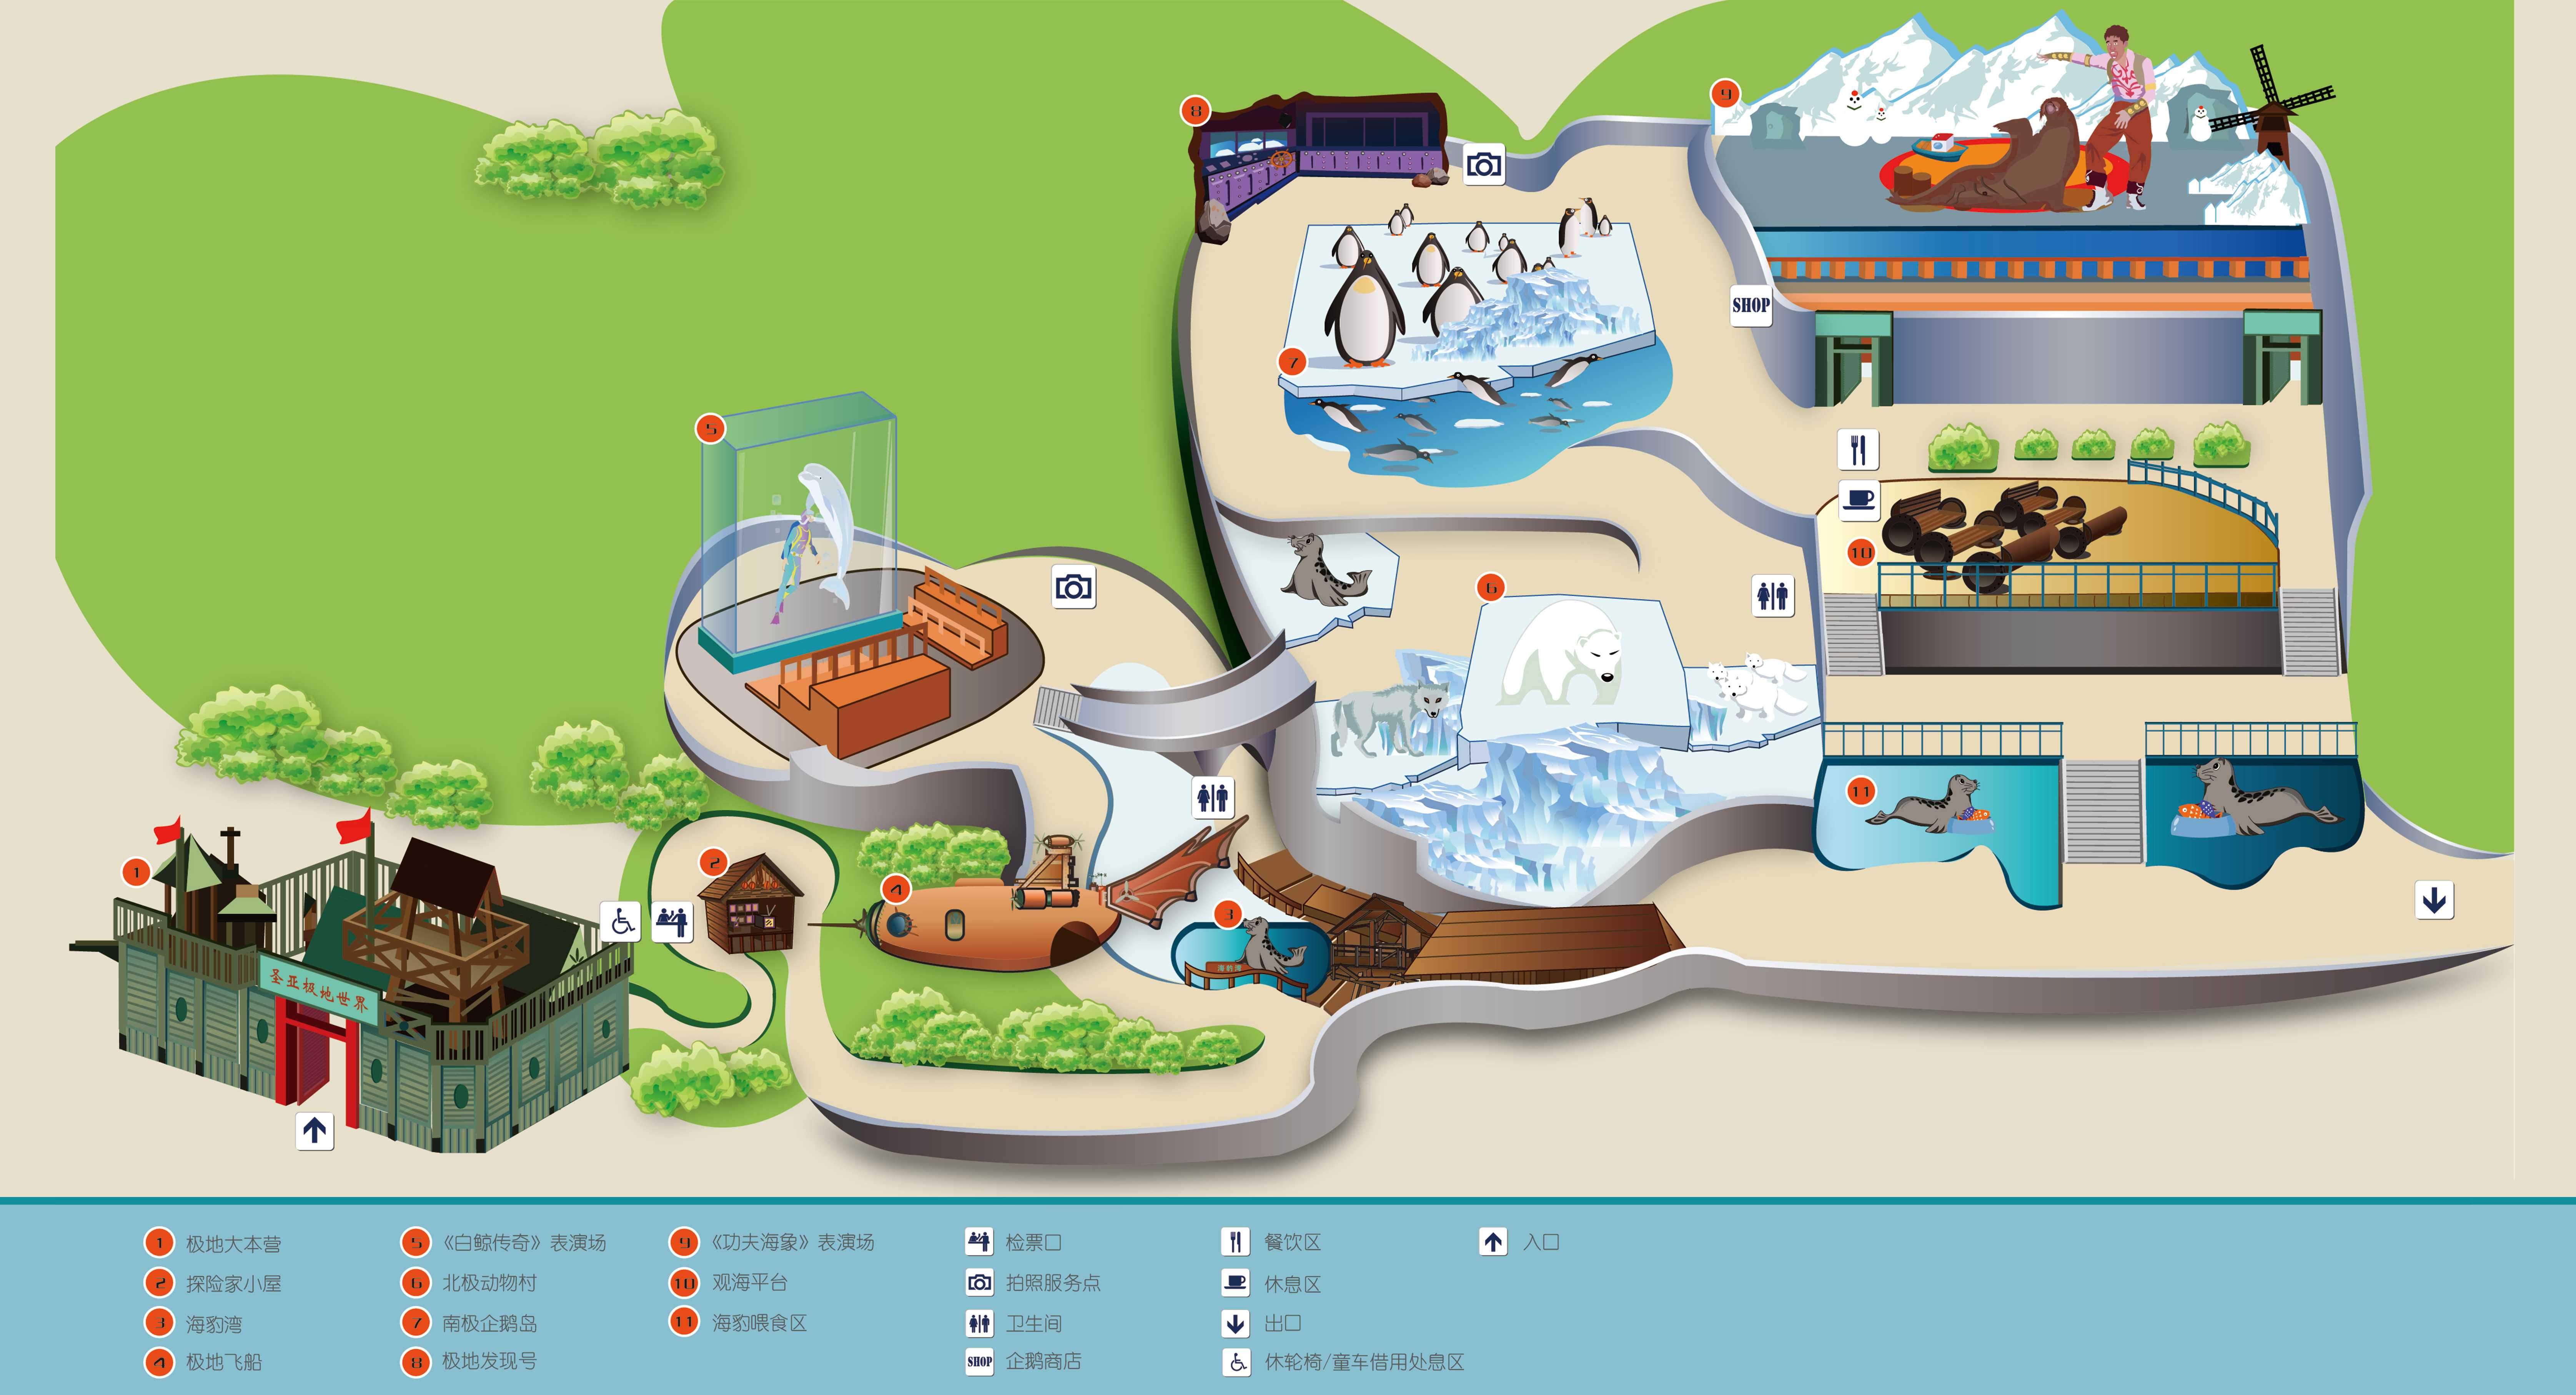 8
9
SHOP
7
5
10
6
11
2
1
4
3
圣亚极地世界
海豹湾
1 极地大本营
2 探险家小屋
3 海豹湾
4 极地飞船
5 《白鲸传奇》表演场
6 北极动物村
7 南极企鹅岛
8 极地发现号
9 《功夫海象》表演场
10 观海平台
11 海豹喂食区
检票口
拍照服务点
卫生间
SHOP 企鹅商店
餐饮区
休息区
出口
休轮椅/童车借用处息区
入口